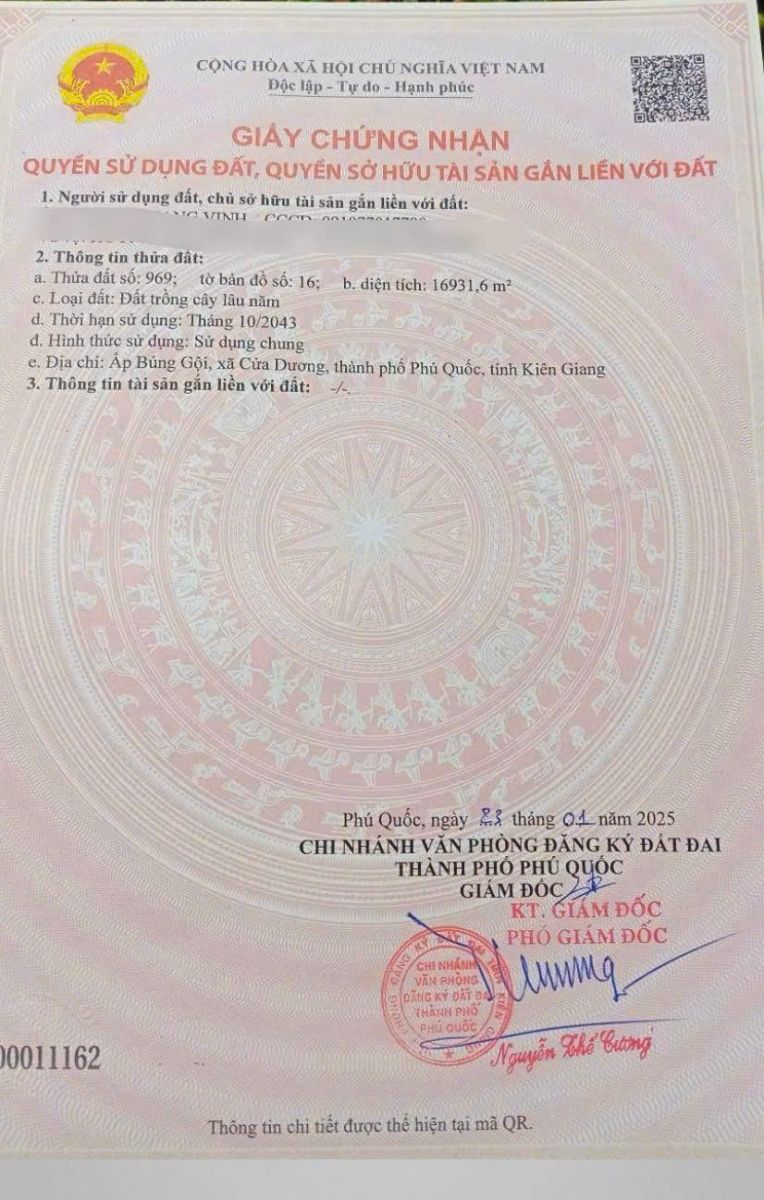 CỘNG HÒA XÃ HỘI CHỦ NGHĨA VIỆT NAM
Độc lập - Tự do - Hạnh phúc
GIẤY CHỨNG NHẬN
QUYỀN SỬ DỤNG ĐẤT, QUYỀN SỞ HỮU TÀI SẢN GẮN LIỀN VỚI ĐẤT
1. Người sử dụng đất, chủ sở hữu tài sản gắn liền với đất:
VINH CCCD
2. Thông tin thửa đất:
a. Thửa đất số: 969; tờ bản đồ số: 16; b. diện tích: 16931,6 m²
c. Loại đất: Đất trồng cây lâu năm
d. Thời hạn sử dụng: Tháng 10/2043
đ. Hình thức sử dụng: Sử dụng chung
e. Địa chỉ: Ấp Búng Gội, xã Cửa Dương, thành phố Phú Quốc, tỉnh Kiên Giang
3. Thông tin tài sản gắn liền với đất: -/-.
Phú Quốc, ngày 23 tháng 01 năm 2025
CHI NHÁNH VĂN PHÒNG ĐĂNG KÝ ĐẤT ĐAI
THÀNH PHỐ PHÚ QUỐC
GIÁM ĐỐC
KT. GIÁM ĐỐC
PHÓ GIÁM ĐỐC
CHI NHÁNH
VĂN PHÒNG
ĐĂNG KÝ ĐẤT ĐAI
THÀNH PHỐ
PHÚ QUỐC
Nguyễn Thế Cương
00011162
Thông tin chi tiết được thể hiện tại mã QR.